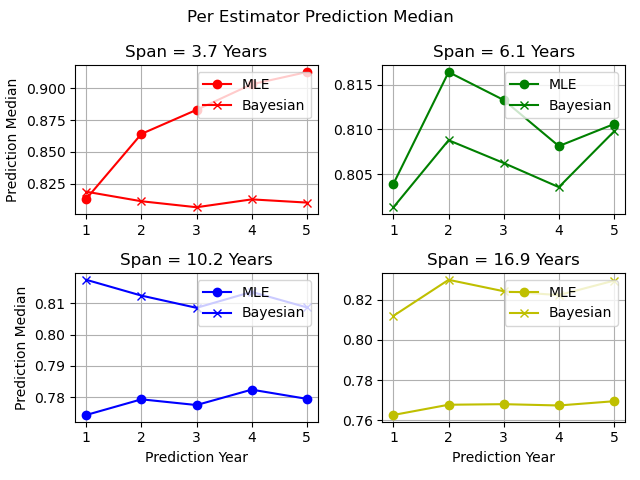 Per Estimator Prediction Median
Span = 3.7 Years
Prediction Median
0.900
0.875
0.850
0.825
1 2 3 4 5
MLE
Bayesian
Span = 6.1 Years
0.815
0.810
0.805
1 2 3 4 5
MLE
Bayesian
Span = 10.2 Years
Prediction Median
0.81
0.80
0.79
0.78
1 2 3 4 5
Prediction Year
MLE
Bayesian
Span = 16.9 Years
0.82
0.80
0.78
0.76
1 2 3 4 5
Prediction Year
MLE
Bayesian